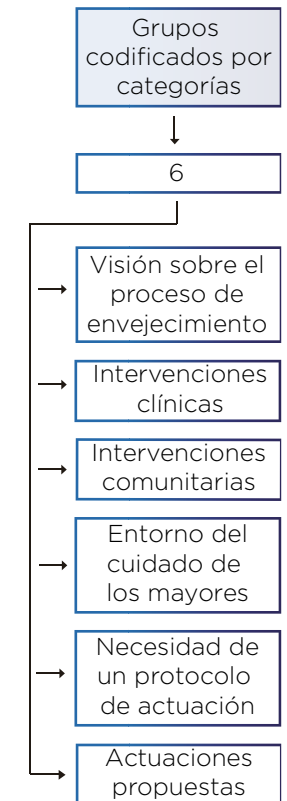 Grupos
codificados por
categorías
6
Visión sobre el
proceso de
envejecimiento
Intervenciones
clínicas
Intervenciones
comunitarias
Entorno del
cuidado de
los mayores
Necesidad de
un protocolo
de actuación
Actuaciones
propuestas